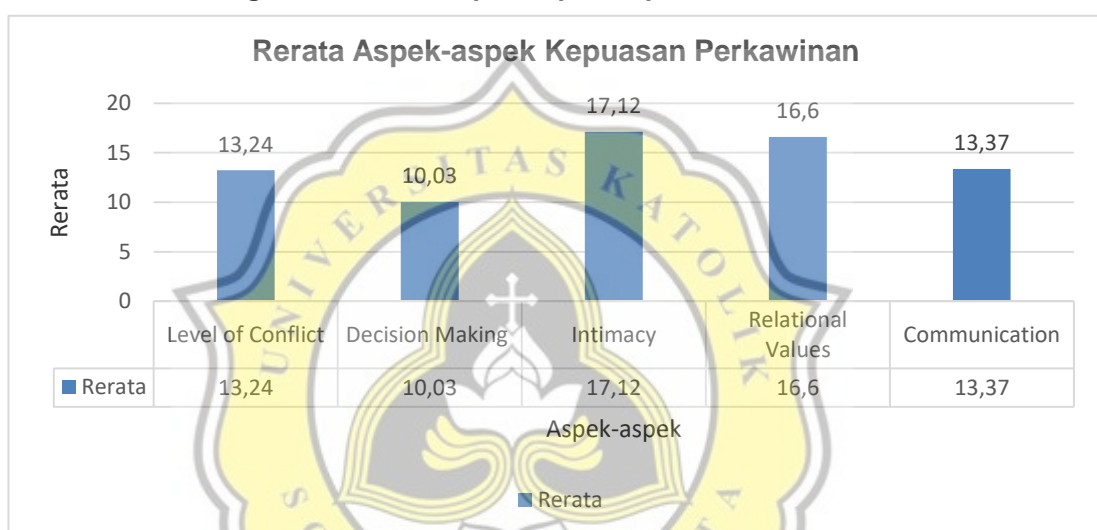 Rerata Aspek-aspek Kepuasan Perkawinan
Rerata
20
15
10
5
0
13,24
10,03
17,12
16,6
13,37
Level of Conflict Decision Making Intimacy Relational Values Communication
Rerata 13,24 10,03 17,12 16,6 13,37
Aspek-aspek
Rerata
UNIVERSITAS KATOLIK